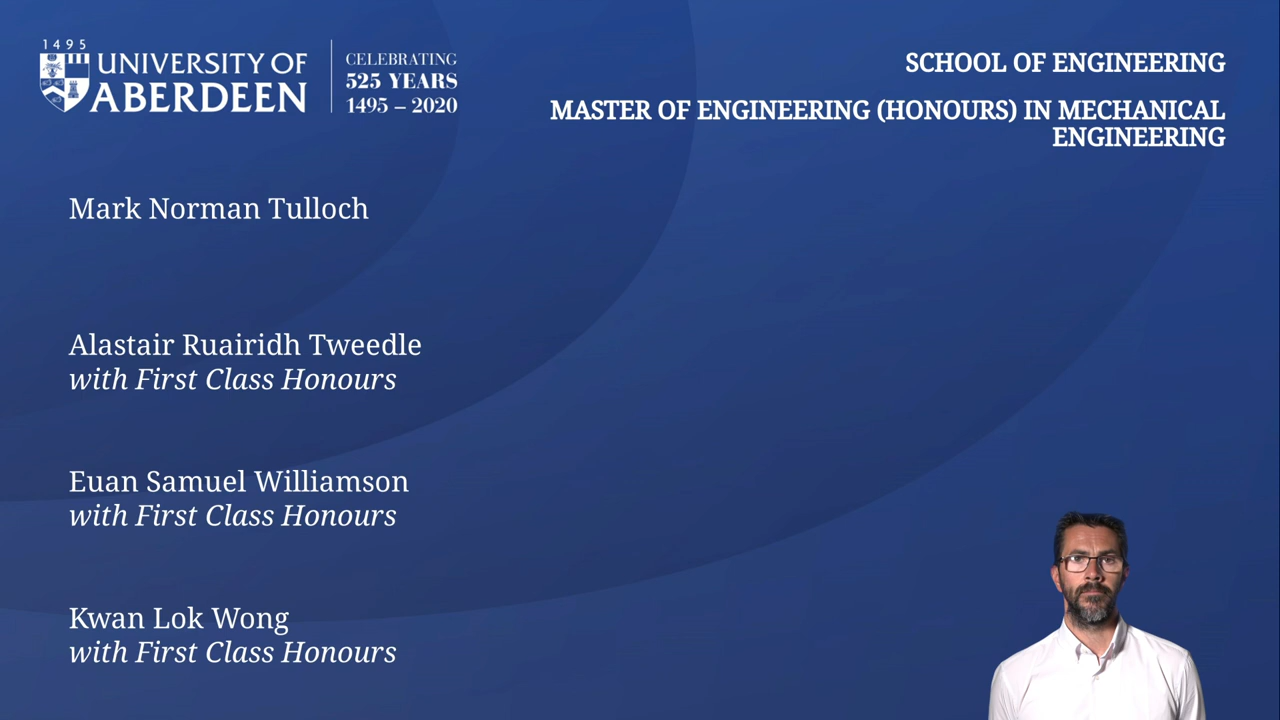 1495
UNIVERSITY OF
ABERDEEN
CELEBRATING
525 YEARS
1495 – 2020
SCHOOL OF ENGINEERING
MASTER OF ENGINEERING (HONOURS) IN MECHANICAL
ENGINEERING
Mark Norman Tulloch
Alastair Ruairidh Tweedle
with First Class Honours
Euan Samuel Williamson
with First Class Honours
Kwan Lok Wong
with First Class Honours